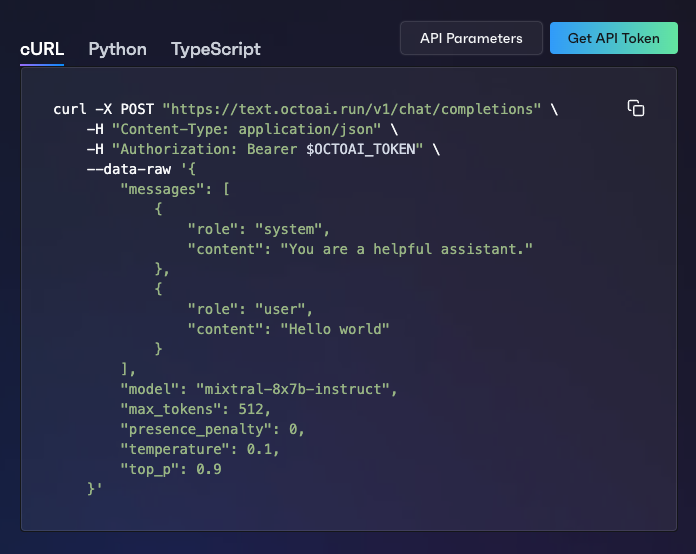 cURL Python TypeScript API Parameters Get API Token
curl -X POST "https://text.octoai.run/v1/chat/completions" \
    -H "Content-Type: application/json" \
    -H "Authorization: Bearer $OCTOAI_TOKEN" \
    --data-raw '{
        "messages": [
            {
                "role": "system",
                "content": "You are a helpful assistant."
            },
            {
                "role": "user",
                "content": "Hello world"
            }
        ],
        "model": "mixtral-8x7b-instruct",
        "max_tokens": 512,
        "presence_penalty": 0,
        "temperature": 0.1,
        "top_p": 0.9
    }'